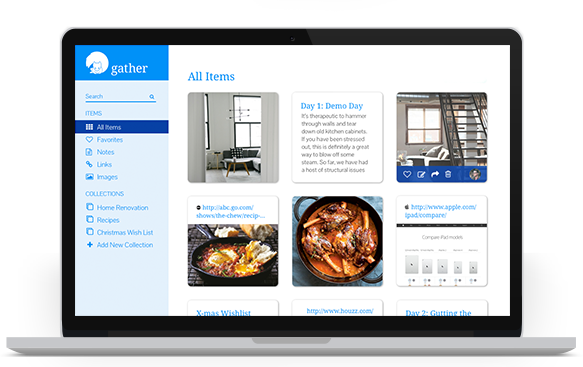 gather
Search
ITEMS
All Items
Favorites
Notes
Links
Images
COLLECTIONS
Home Renovation
Recipes
Christmas Wish List
Add New Collection
All Items
Day 1: Demo Day
It's therapeutic to hammer
through walls and tear
down old kitchen cabinets.
If you have been stressed
out, this is definitely a great
way to blow off some
steam. So far, we have had
a host of structural issues
http://abc.go.com/
shows/the-chew/recip-...
http://www.apple.com/
ipad/compare/
Compare iPad models
X-mas Wishlist
http://www.houzz.com/
Day 2: Gutting the